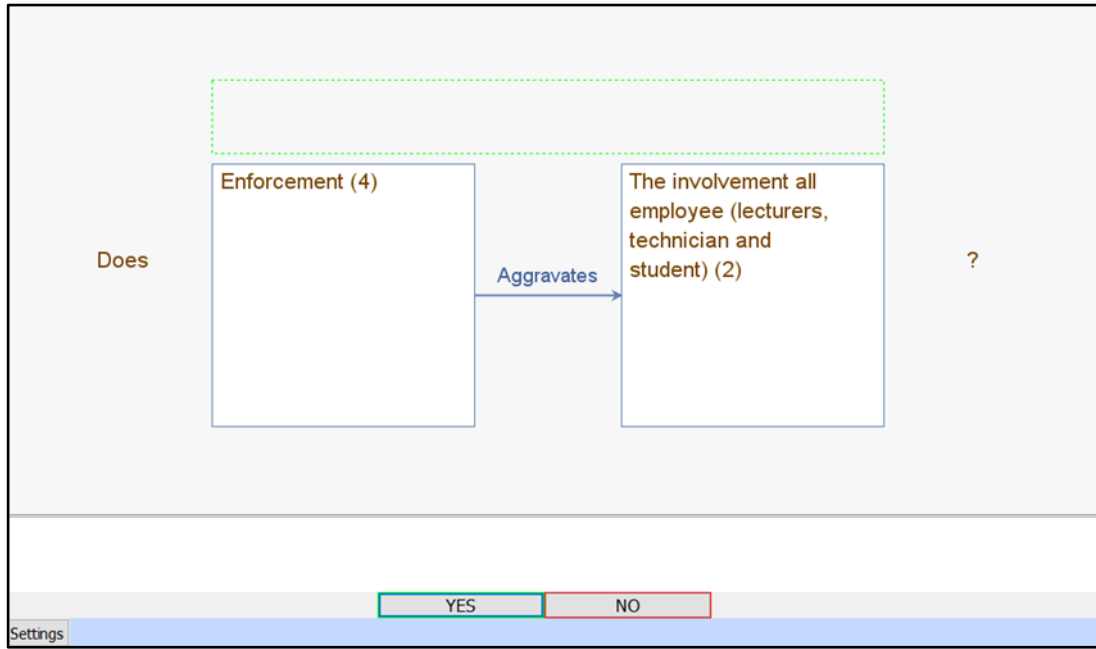 Enforcement (4)
The involvement all
employee (lecturers,
technician and
student) (2)
Does
Aggravates
?
YES
NO
Settings